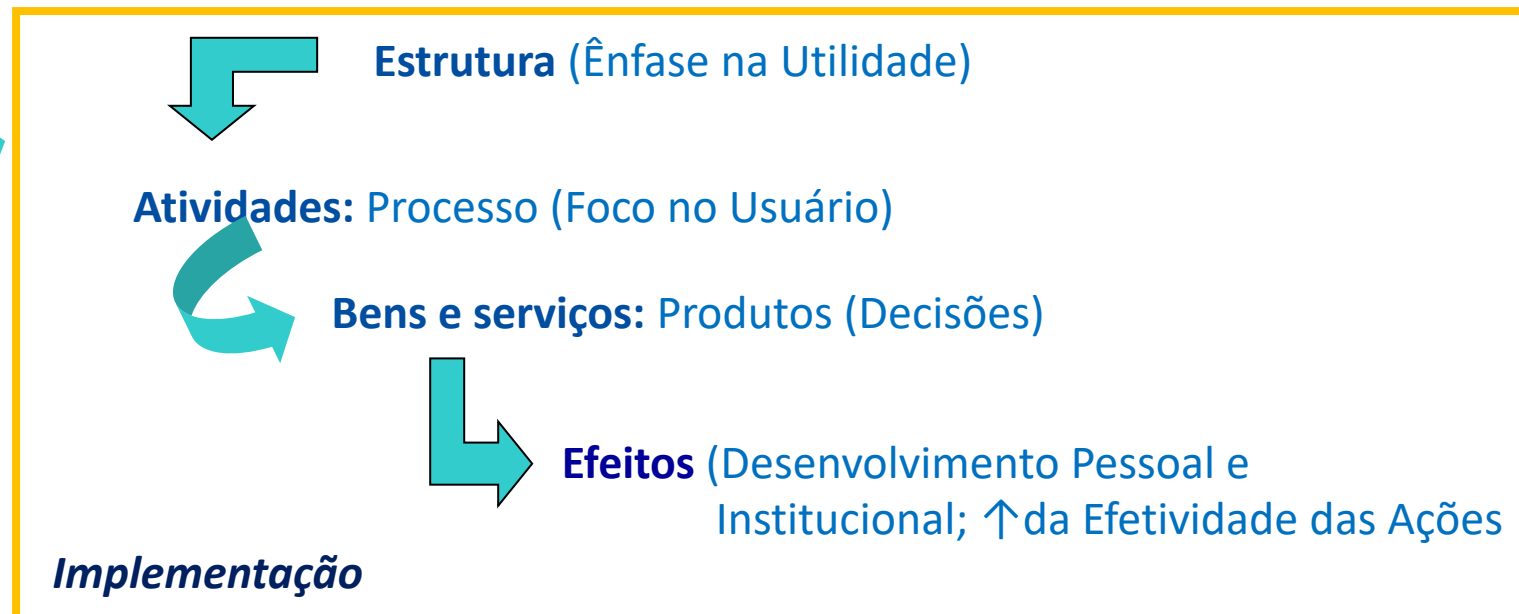 Estrutura (Ênfase na Utilidade)
Atividades: Processo (Foco no Usuário)
Bens e serviços: Produtos (Decisões)
Efeitos (Desenvolvimento Pessoal e
Institucional; ↑da Efetividade das Ações
Implementação